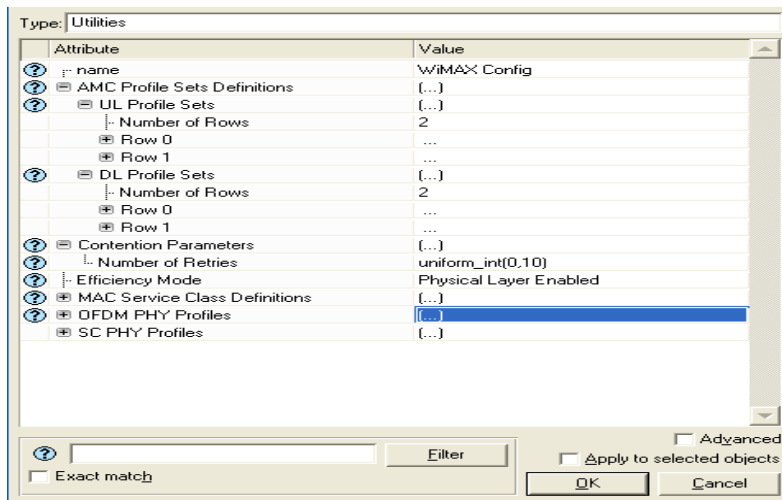 Type: Utilities
Attribute Value
name WiMAX Config
AMC Profile Sets Definitions (...)
UL Profile Sets (...)
Number of Rows 2
Row 0 ...
Row 1 ...
DL Profile Sets (...)
Number of Rows 2
Row 0 ...
Row 1 ...
Contention Parameters (...)
Number of Retries uniform_int(0,10)
Efficiency Mode Physical Layer Enabled
MAC Service Class Definitions (...)
OFDM PHY Profiles (...)
SC PHY Profiles (...)
Advanced
Filter
Apply to selected objects
Exact match
OK Cancel